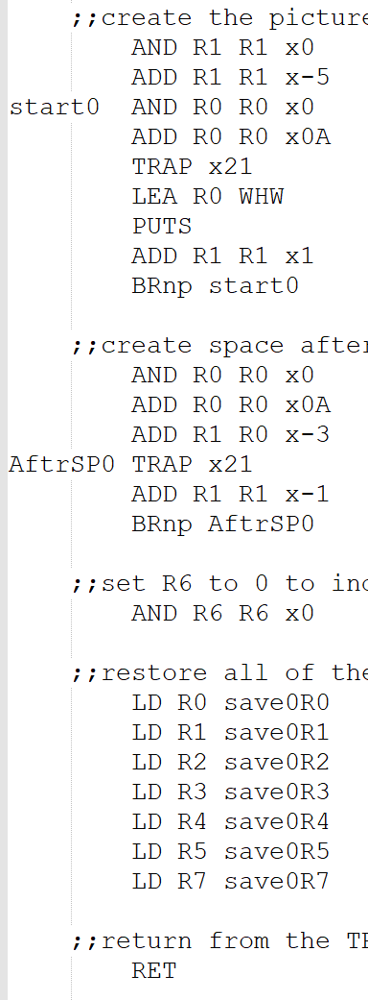 ;;create the picture
AND R1 R1 x0
ADD R1 R1 x-5
start0 AND R0 R0 x0
ADD R0 R0 x0A
TRAP x21
LEA R0 WHW
PUTS
ADD R1 R1 x1
BRnp start0
;;create space after
AND R0 R0 x0
ADD R0 R0 x0A
ADD R1 R0 x-3
AftrSP0 TRAP x21
ADD R1 R1 x-1
BRnp AftrSP0
;;set R6 to 0 to
AND R6 R6 x0
;;restore all of the
LD R0 save0R0
LD R1 save0R1
LD R2 save0R2
LD R3 save0R3
LD R4 save0R4
LD R5 save0R5
LD R7 save0R7
;;return from the
RET